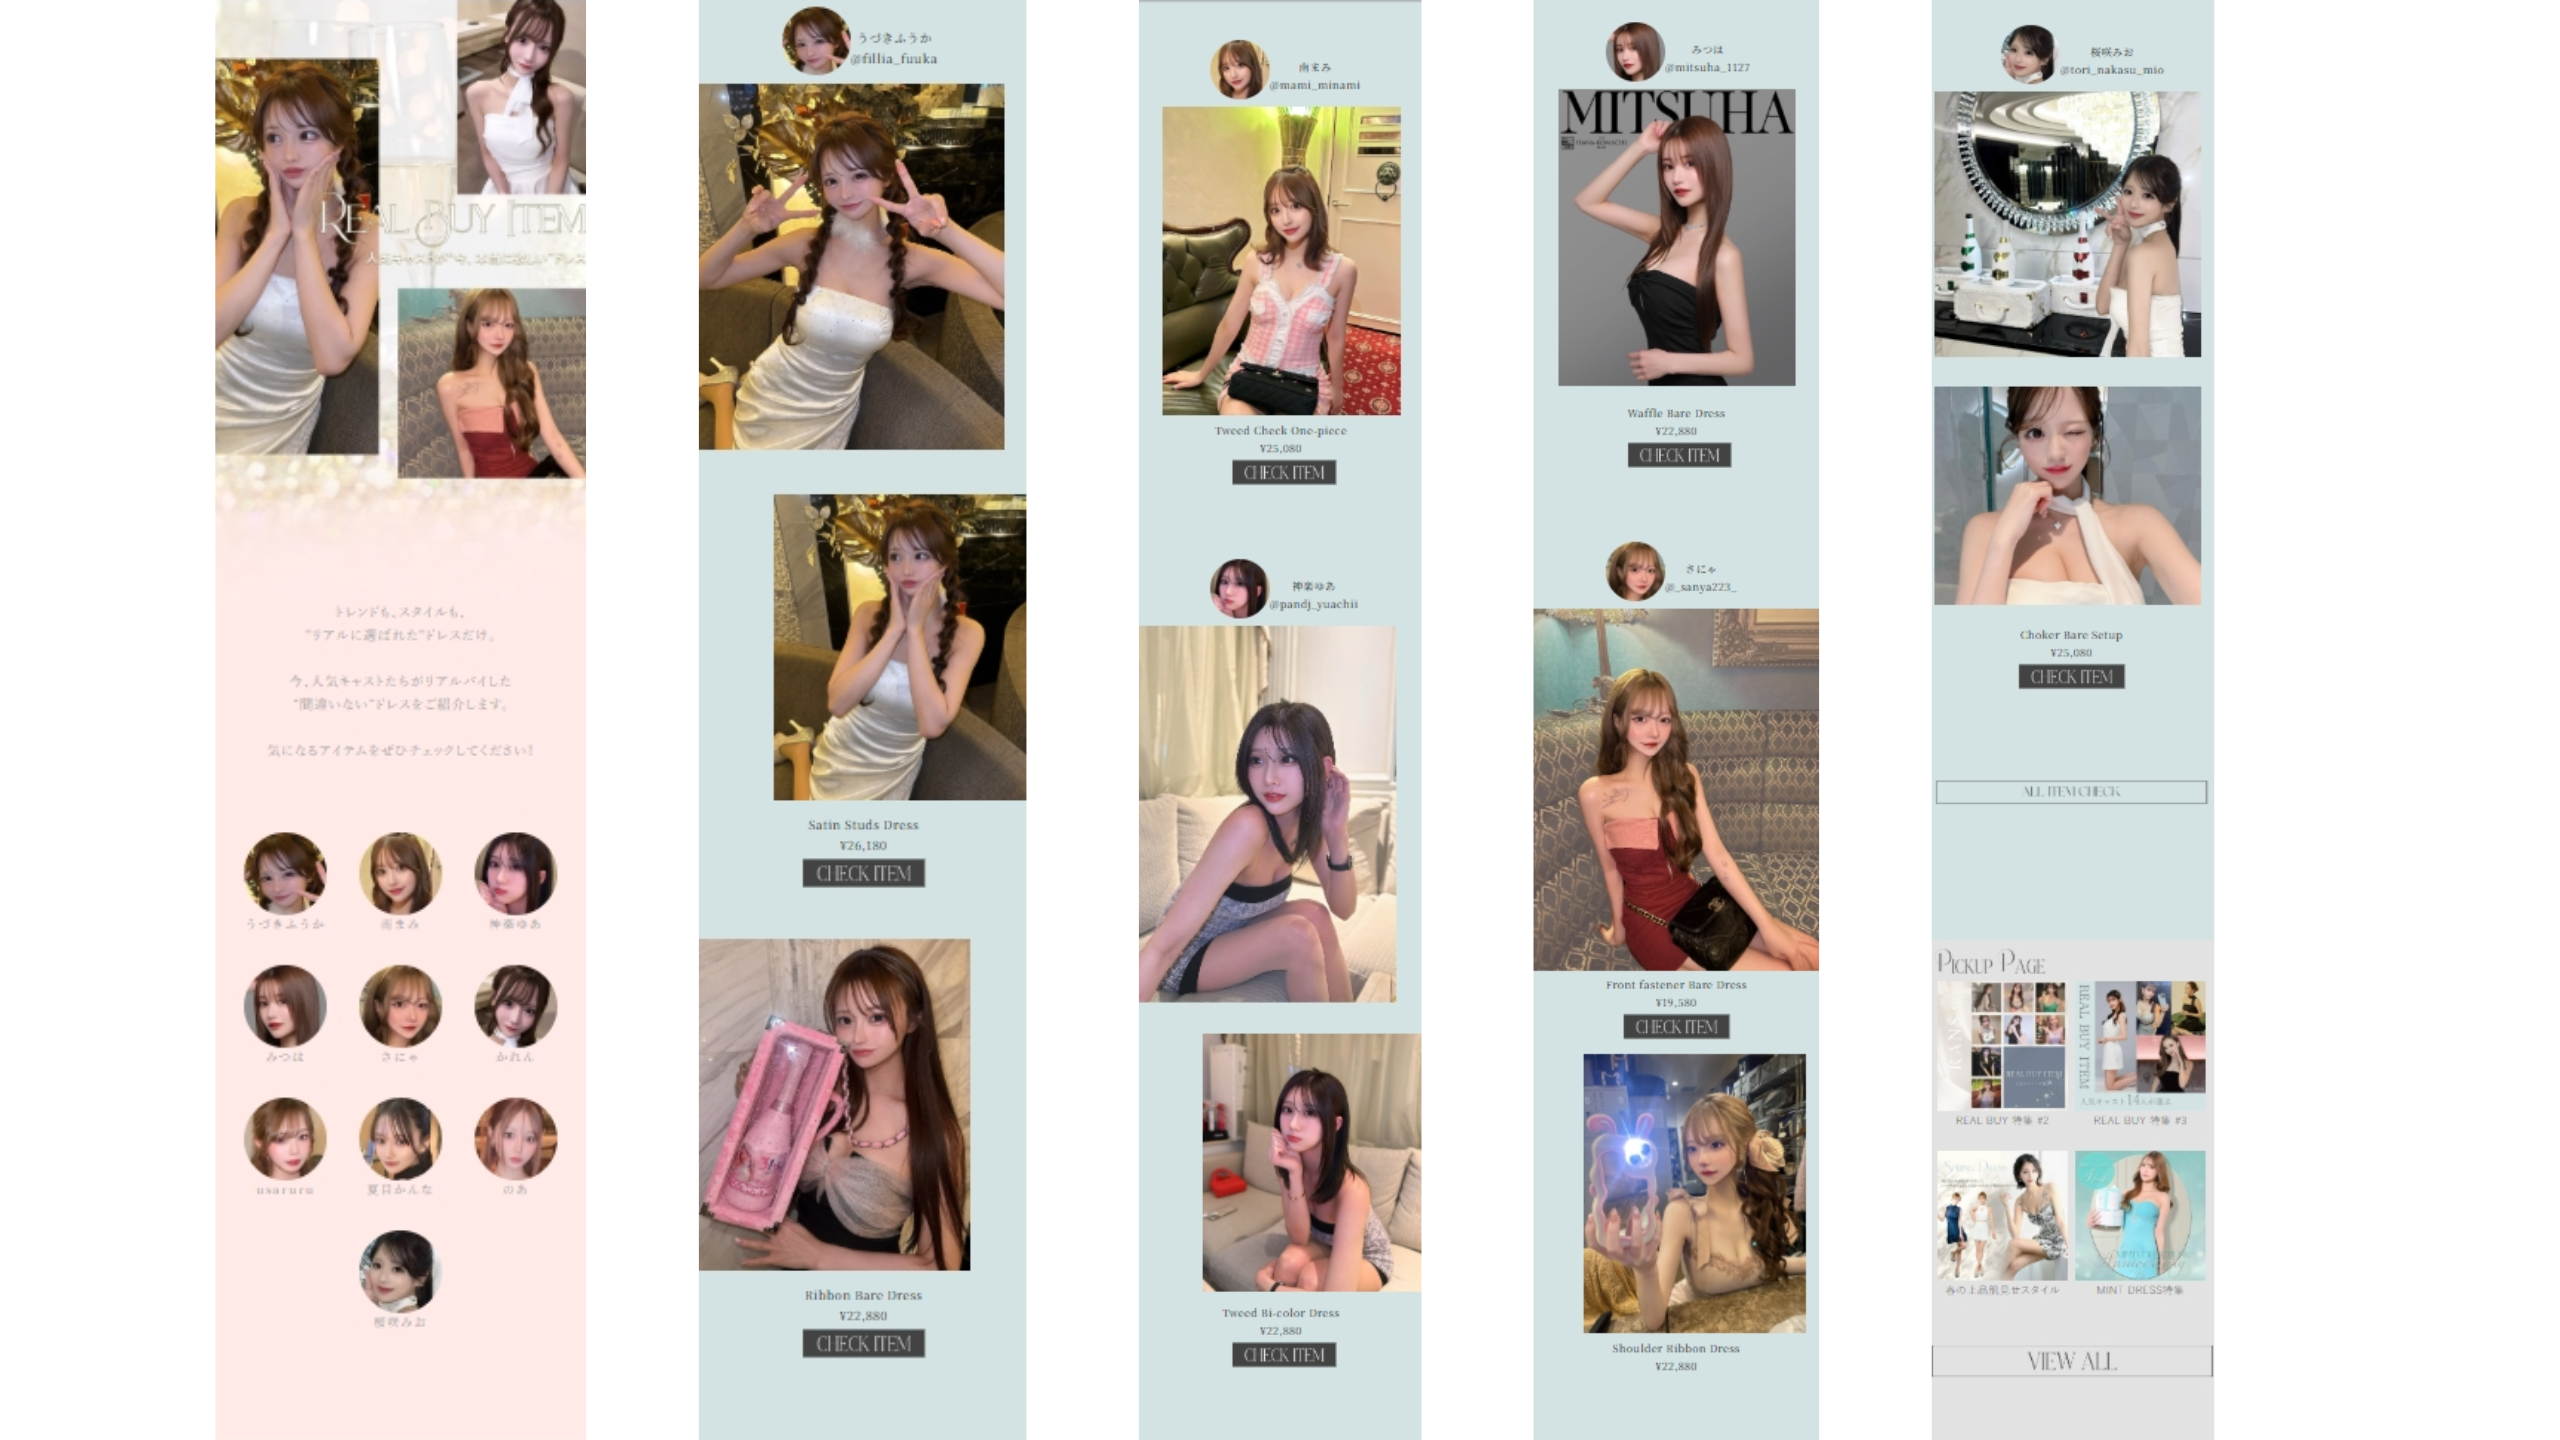 REAL BUY ITEM
人気キャストが“今、本当に欲しい”ドレス
トレンドも、スタイルも、
“リアルに選ばれた”ドレスだけ。
今、人気キャストたちがリアルバイした
“間違いない”ドレスをご紹介します。
気になるアイテムをぜひチェックしてください!
うづきふうか
南まみ
神楽ゆあ
みつは
さにゃ
かれん
usaruru
夏目かんな
のあ
桜咲みお
うづきふうか
@fillia_fuuka
Satin Studs Dress
¥26,180
CHECK ITEM
Ribbon Bare Dress
¥22,880
CHECK ITEM
南まみ
@mami_minami
Tweed Check One-piece
¥25,080
CHECK ITEM
神楽ゆあ
@pandj_yuachii
Tweed Bi-color Dress
¥22,880
CHECK ITEM
みつは
@mitsuha_1127
MITSUHA
Waffle Bare Dress
¥22,880
CHECK ITEM
さにゃ
@_sanya223_
Front fastener Bare Dress
¥19,580
CHECK ITEM
Shoulder Ribbon Dress
¥22,880
桜咲みお
@tori_nakasu_mio
Choker Bare Setup
¥25,080
CHECK ITEM
ALL ITEM CHECK
PICKUP PAGE
REAL BUY ITEM
REAL BUY ITEM
人気キャスト14人が選ぶ
REAL BUY 特集 #2
REAL BUY 特集 #3
春の上品肌見せスタイル
MINT DRESS特集
VIEW ALL